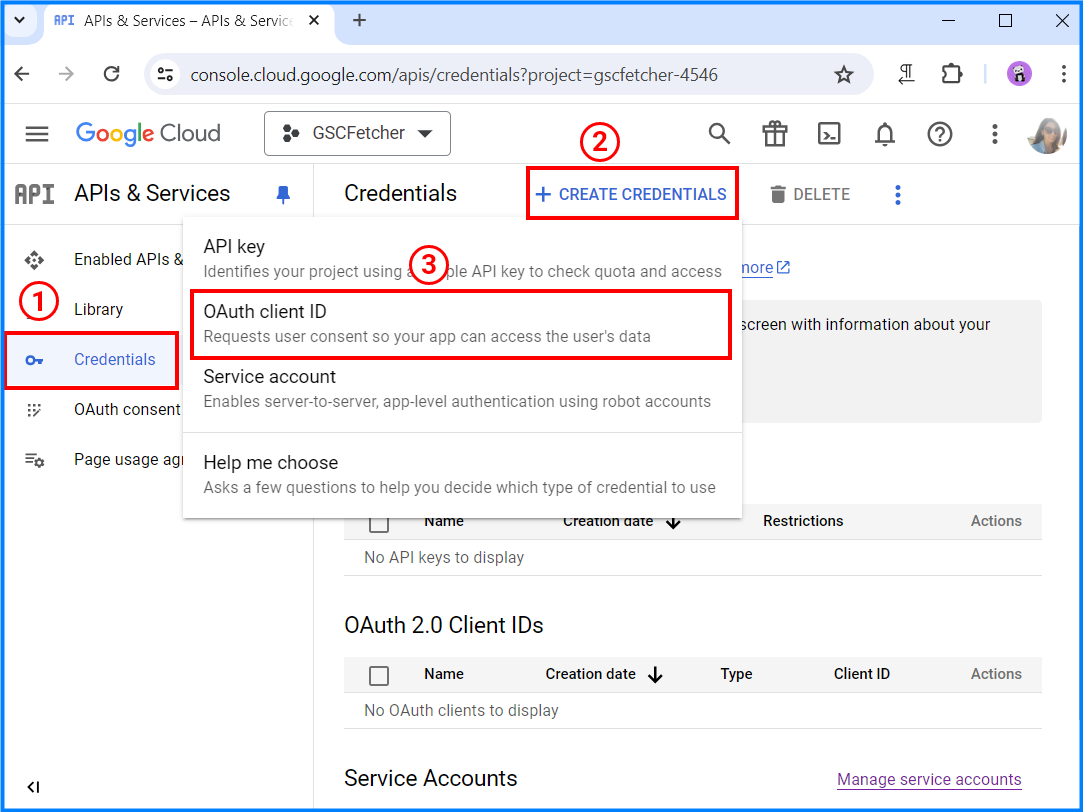 API APIs & Services – APIs & Service
console.cloud.google.com/apis/credentials?project=gscfetcher-4546
Google Cloud
GSCFetcher
2
API APIs & Services
Credentials
+ CREATE CREDENTIALS
DELETE
API key
Identifies your project using a API key to check quota and access
3
OAuth client ID
Requests user consent so your app can access the user's data
Service account
Enables server-to-server, app-level authentication using robot accounts
Help me choose
Asks a few questions to help you decide which type of credential to use
Enabled APIs &
1
Library
Credentials
OAuth consent
Page usage
more
screen with information about your
Name Creation date Restrictions Actions
No API keys to display
OAuth 2.0 Client IDs
Name Creation date Type Client ID Actions
No OAuth clients to display
Service Accounts
Manage service accounts